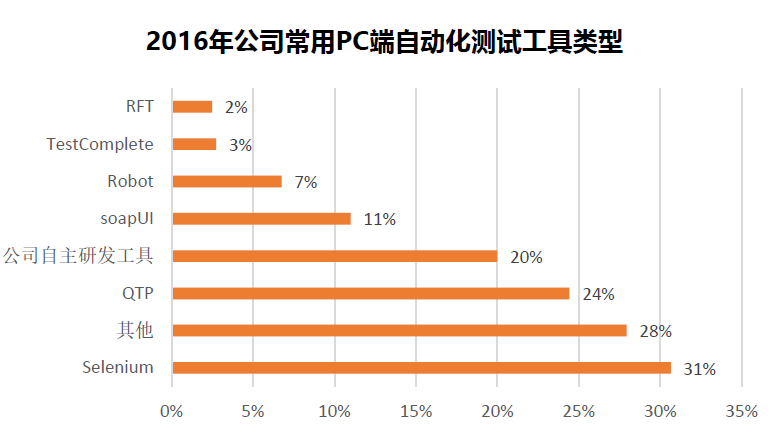 2016年公司常用PC端自动化测试工具类型
RFT 2%
TestComplete 3%
Robot 7%
soapUI 11%
公司自主研发工具 20%
QTP 24%
其他 28%
Selenium 31%
0% 5% 10% 15% 20% 25% 30% 35%